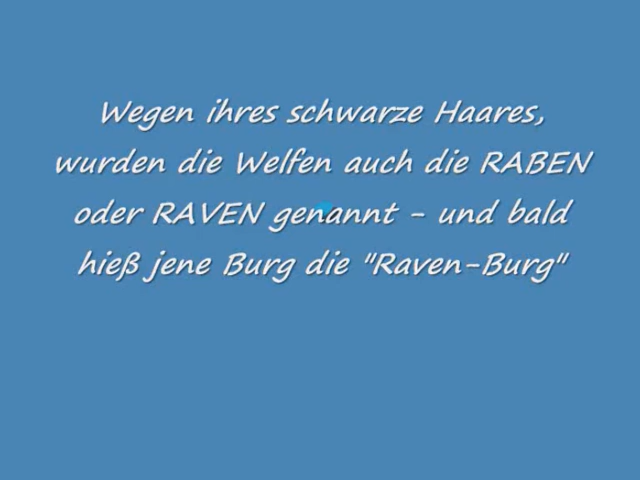 Wegen ihres schwarze Haares,
wurden die Welfen auch die RABEN
oder RAVEN genannt - und bald
hieß jene Burg die "Raven-Burg"